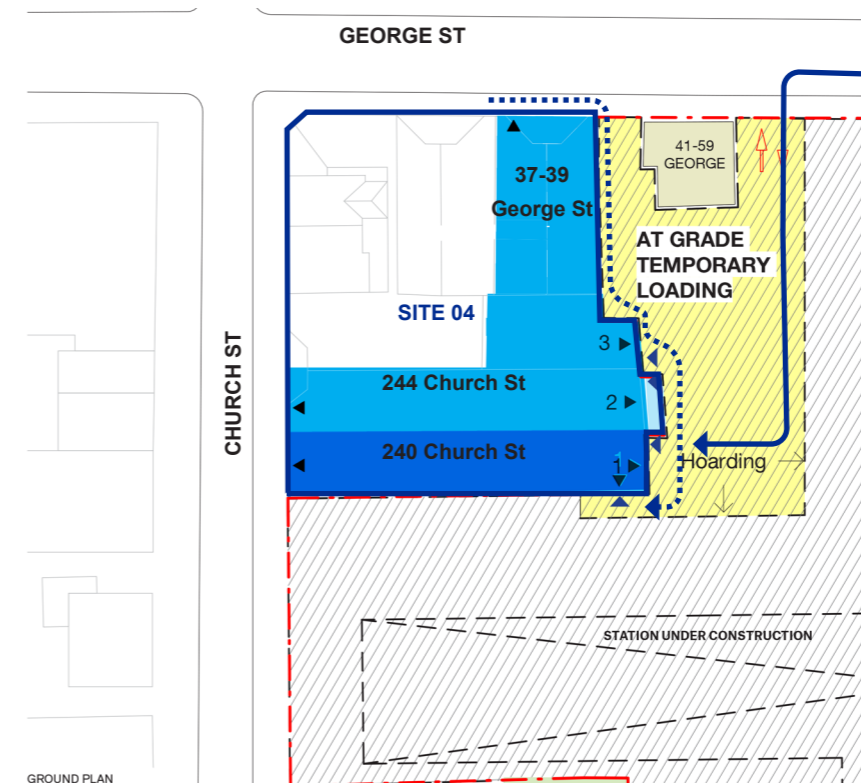 GEORGE ST
41-59
GEORGE
37-39
George St
AT GRADE
TEMPORARY
LOADING
SITE 04
CHURCH ST
3
244 Church St
2
240 Church St
1
Hoarding
STATION UNDER CONSTRUCTION
GROUND PLAN